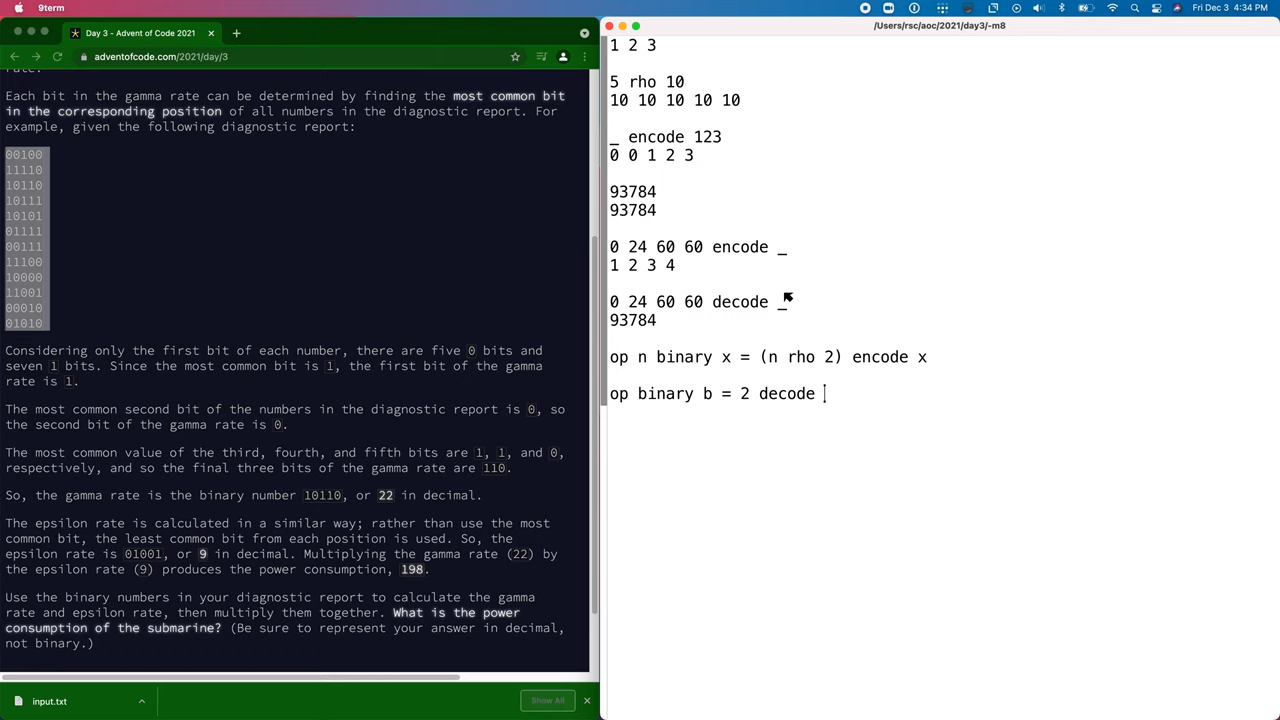 9term
Fri Dec 3 4:34 PM
Day 3 - Advent of Code 2021
adventofcode.com/2021/day/3
rate.
Each bit in the gamma rate can be determined by finding the most common bit
in the corresponding position of all numbers in the diagnostic report. For
example, given the following diagnostic report:
00100
11110
10110
10111
10101
01111
00111
11100
10000
11001
00010
01010
Considering only the first bit of each number, there are five 0 bits and
seven 1 bits. Since the most common bit is 1, the first bit of the gamma
rate is 1.
The most common second bit of the numbers in the diagnostic report is 0, so
the second bit of the gamma rate is 0.
The most common value of the third, fourth, and fifth bits are 1, 1, and 0,
respectively, and so the final three bits of the gamma rate are 110.
So, the gamma rate is the binary number 10110, or 22 in decimal.
The epsilon rate is calculated in a similar way; rather than use the most
common bit, the least common bit from each position is used. So, the
epsilon rate is 01001, or 9 in decimal. Multiplying the gamma rate (22) by
the epsilon rate (9) produces the power consumption, 198.
Use the binary numbers in your diagnostic report to calculate the gamma
rate and epsilon rate, then multiply them together. What is the power
consumption of the submarine? (Be sure to represent your answer in decimal,
not binary.)
input.txt
Show All
/Users/rsc/aoc/2021/day3/-m8
1 2 3
5 rho 10
10 10 10 10 10
_ encode 123
0 0 1 2 3
93784
93784
0 24 60 60 encode _
1 2 3 4
0 24 60 60 decode _
93784
op n binary x = (n rho 2) encode x
op binary b = 2 decode